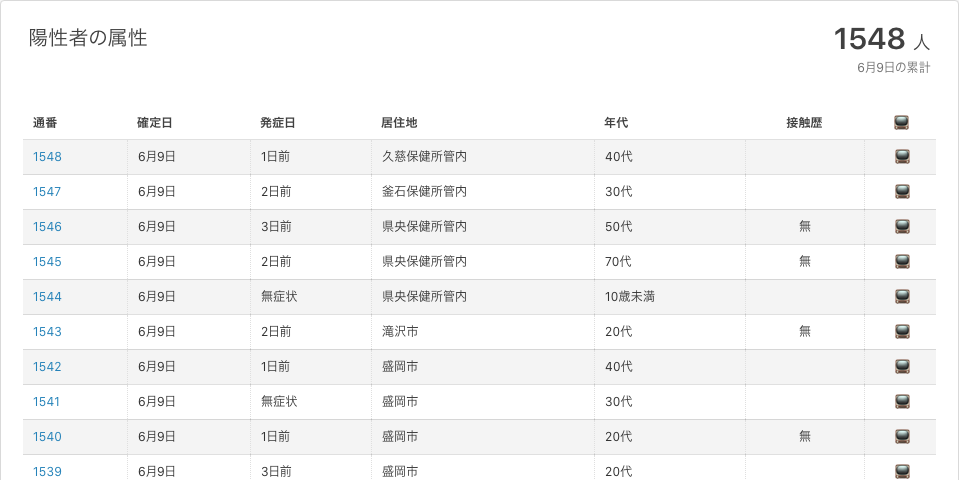 陽性者の属性
1548 人
6月9日の累計
通番 確定日 発症日 居住地 年代 接触歴
1548 6月9日 1日前 久慈保健所管内 40代
1547 6月9日 2日前 釜石保健所管内 30代
1546 6月9日 3日前 県央保健所管内 50代 無
1545 6月9日 2日前 県央保健所管内 70代 無
1544 6月9日 無症状 県央保健所管内 10歳未満
1543 6月9日 2日前 滝沢市 20代 無
1542 6月9日 1日前 盛岡市 40代
1541 6月9日 無症状 盛岡市 30代
1540 6月9日 1日前 盛岡市 20代 無
1539 6月9日 3日前 盛岡市 20代